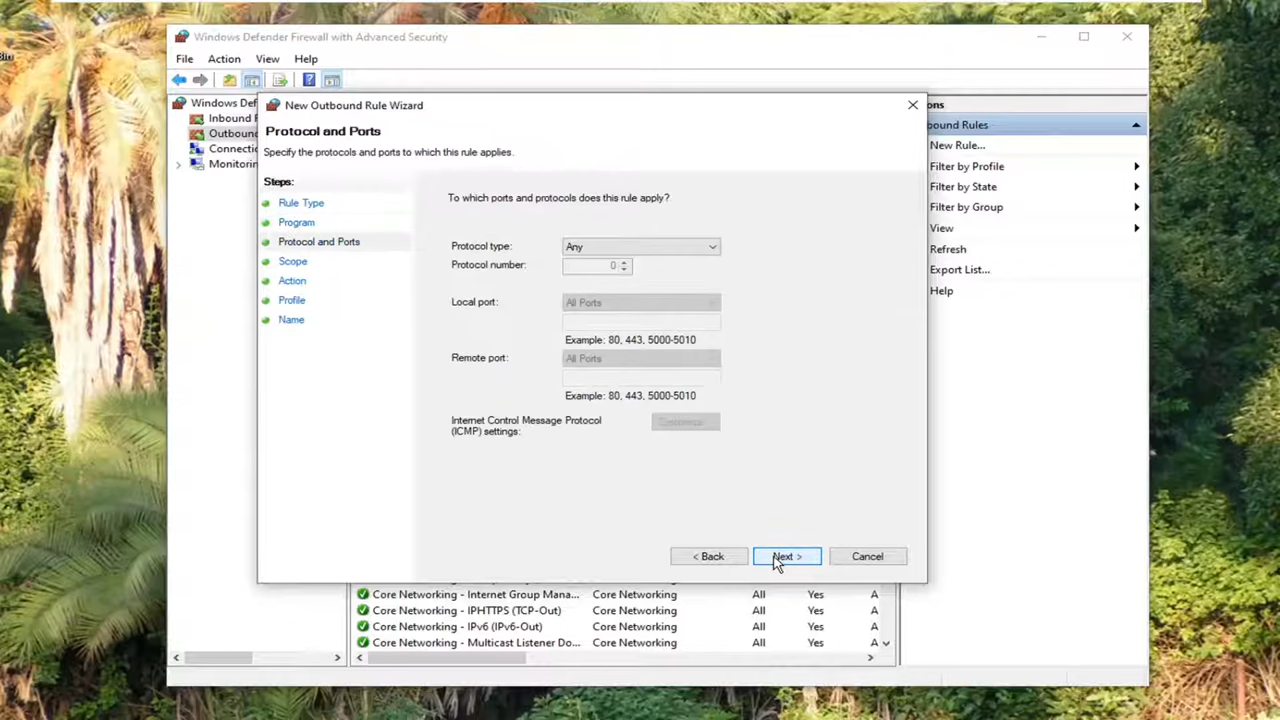 Windows Defender Firewall with Advanced Security
File Action View Help
Windows Def
Inbound R
Outbound
Connectio
Monitorin
New Outbound Rule Wizard
Protocol and Ports
Specify the protocols and ports to which this rule applies.
Steps:
Rule Type
Program
Protocol and Ports
Scope
Action
Profile
Name
To which ports and protocols does this rule apply?
Protocol type: Any
Protocol number: 0
Local port: All Ports
Example: 80, 443, 5000-5010
Remote port: All Ports
Example: 80, 443, 5000-5010
Internet Control Message Protocol
(ICMP) settings:
Customize...
< Back Next > Cancel
ons
bound Rules
New Rule...
Filter by Profile
Filter by State
Filter by Group
View
Refresh
Export List...
Help
Core Networking - Internet Group Mana... Core Networking All Yes A
Core Networking - IPHTTPS (TCP-Out) Core Networking All Yes A
Core Networking - IPv6 (IPv6-Out) Core Networking All Yes A
Core Networking - Multicast Listener Do... Core Networking All Yes A